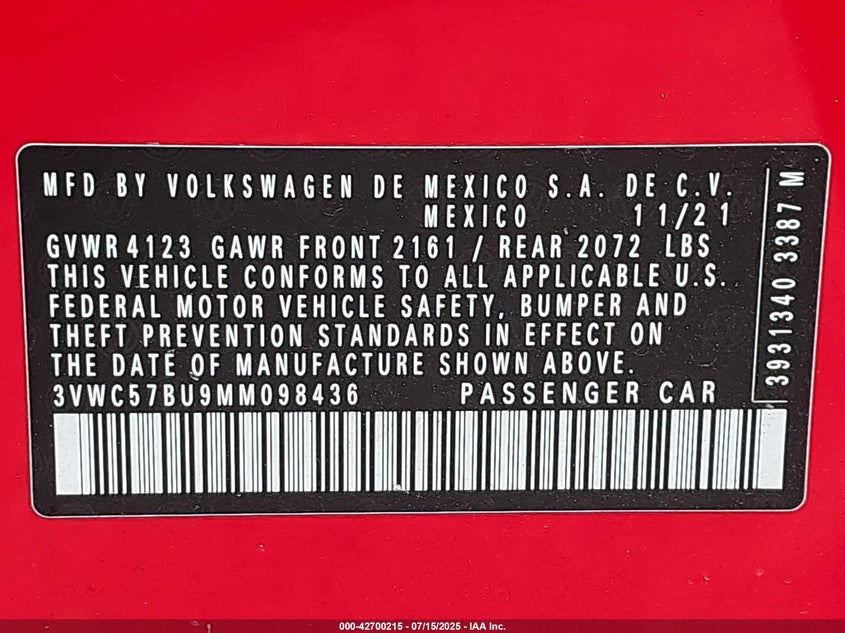 MFD BY VOLKSWAGEN DE MEXICO S.A. DE C.V.
MEXICO 11/21
GVWR 4123 GAWR FRONT 2161 / REAR 2072 LBS
THIS VEHICLE CONFORMS TO ALL APPLICABLE U.S.
FEDERAL MOTOR VEHICLE SAFETY, BUMPER AND
THEFT PREVENTION STANDARDS IN EFFECT ON
THE DATE OF MANUFACTURE SHOWN ABOVE.
3VWC57BU9MM098436 PASSENGER CAR
3931340 3387 M
000-42700215 - 07/15/2025 - IAA Inc.